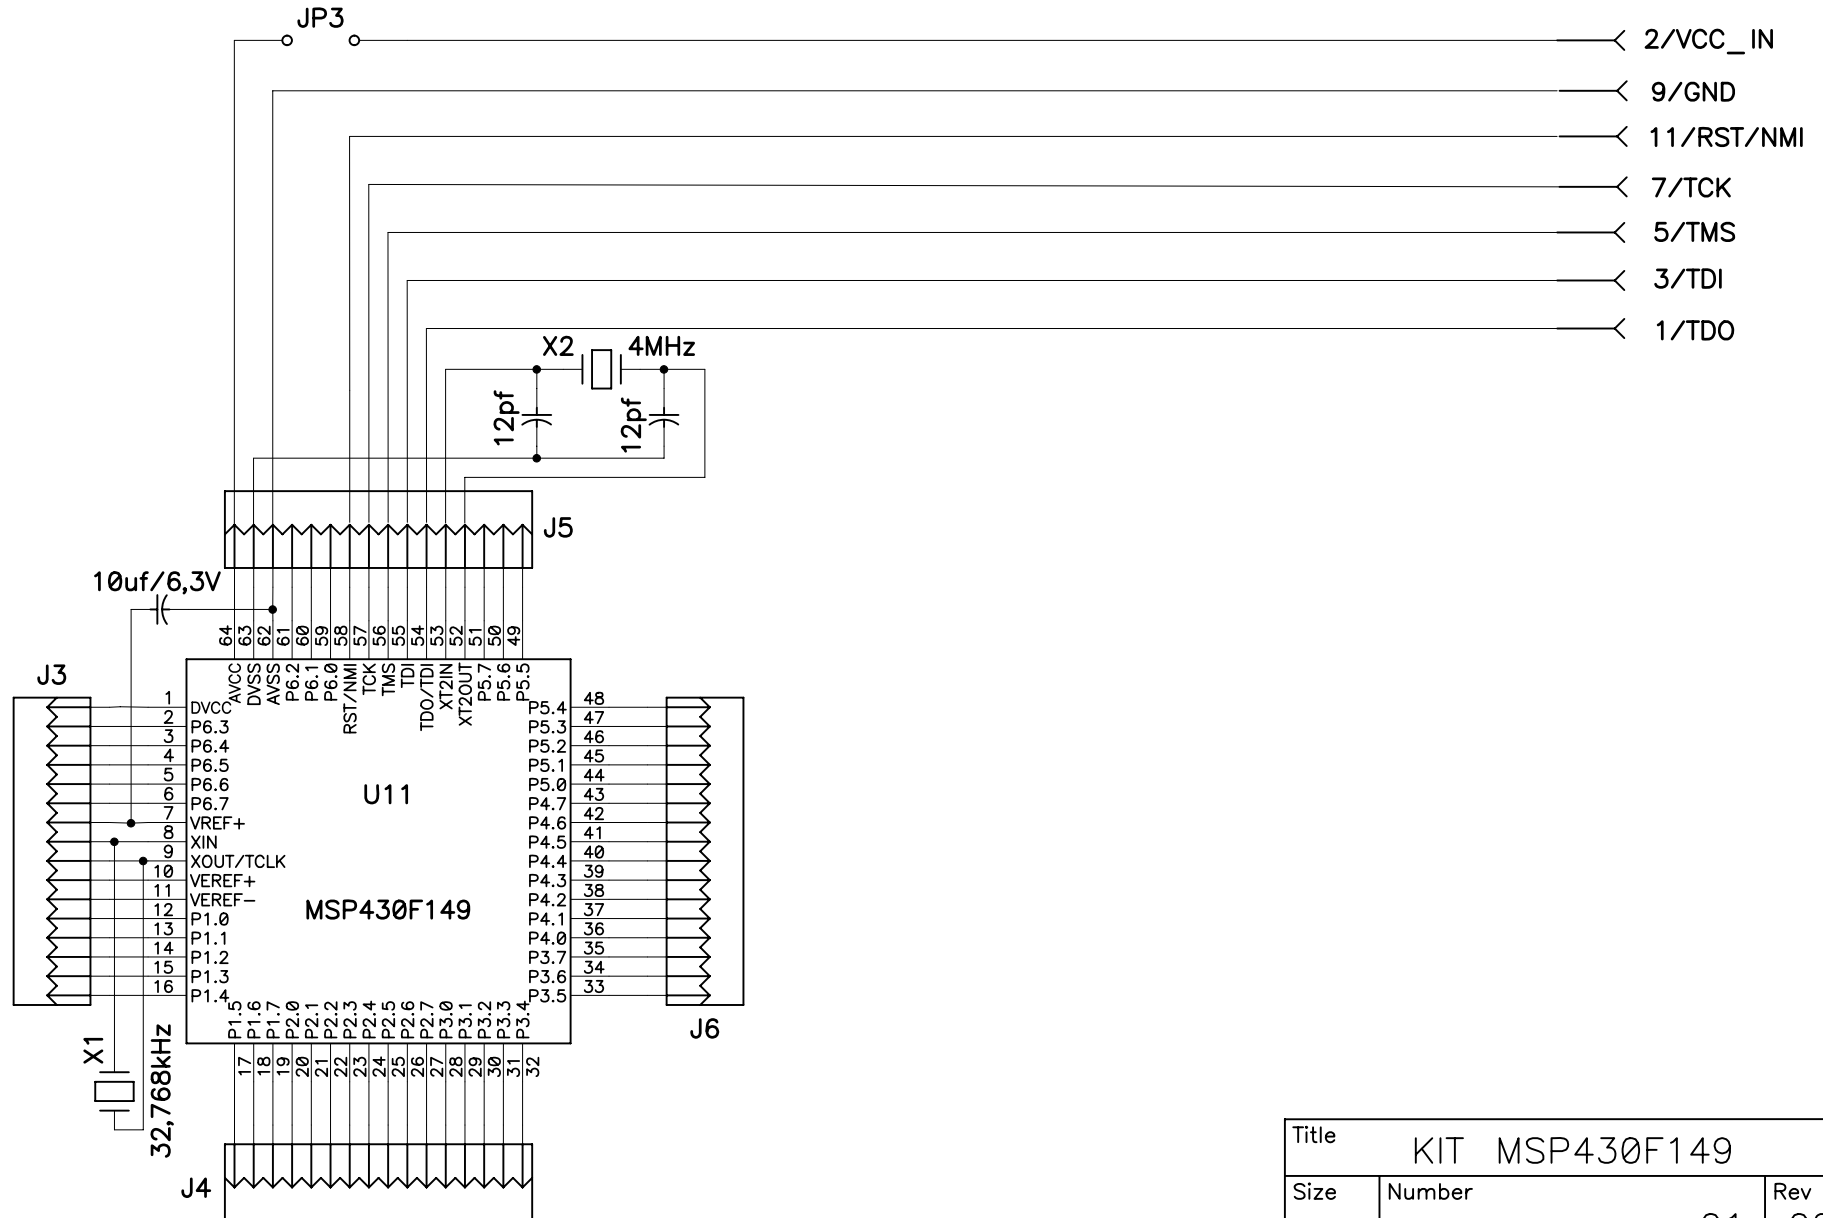 JP3
2/VCC_IN
9/GND
11/RST/NMI
7/TCK
5/TMS
3/TDI
1/TDO
X2
4MHz
12pf
12pf
J5
10uf/6,3V
64
63
62
61
60
59
58
57
56
55
54
53
52
51
50
49
AVCC
DVSS
AVSS
P6.2
P6.1
P6.0
RST/NMI
TCK
TMS
TDI
TDO/TDI
XT2IN
XT2OUT
P5.7
P5.6
P5.5
J3
1 DVCC
2 P6.3
3 P6.4
4 P6.5
5 P6.6
6 P6.7
7 VREF+
8 XIN
9 XOUT/TCLK
10 VEREF+
11 VEREF-
12 P1.0
13 P1.1
14 P1.2
15 P1.3
16 P1.4
U11
MSP430F149
P5.4 48
P5.3 47
P5.2 46
P5.1 45
P5.0 44
P4.7 43
P4.6 42
P4.5 41
P4.4 40
P4.3 39
P4.2 38
P4.1 37
P4.0 36
P3.7 35
P3.6 34
P3.5 33
J6
P1.5
P1.6
P1.7
P2.0
P2.1
P2.2
P2.3
P2.4
P2.5
P2.6
P2.7
P3.0
P3.1
P3.2
P3.3
P3.4
17
18
19
20
21
22
23
24
25
26
27
28
29
30
31
32
X1
32,768kHz
J4
Title
KIT MSP430F149
Size
Number
Rev